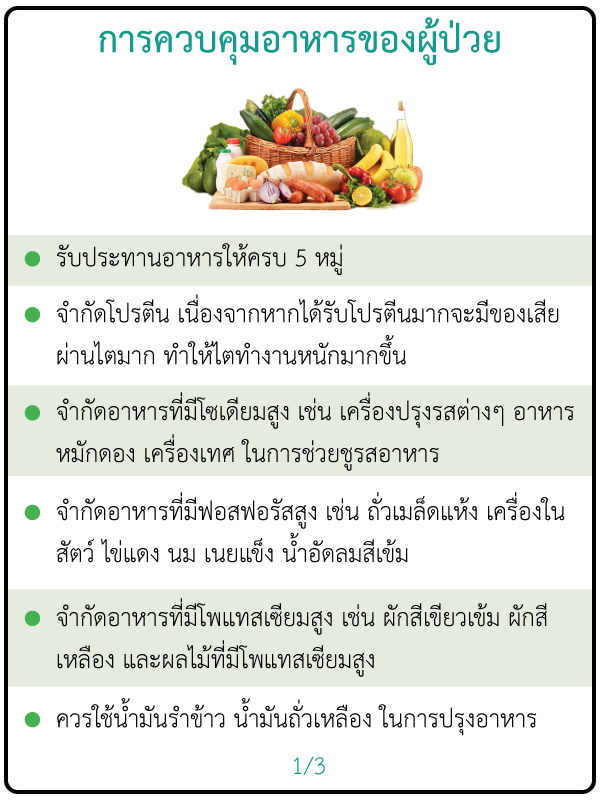 การควบคุมอาหารของผู้ป่วย
รับประทานอาหารให้ครบ 5 หมู่
จำกัดโปรตีน เนื่องจากหากได้รับโปรตีนมากจะมีของเสีย
ผ่านไตมาก ทำให้ไตทำงานหนักมากขึ้น
จำกัดอาหารที่มีโซเดียมสูง เช่น เครื่องปรุงรสต่างๆ อาหาร
หมักดอง เครื่องเทศ ในการช่วยชูรสอาหาร
จำกัดอาหารที่มีฟอสฟอรัสสูง เช่น ถั่วเมล็ดแห้ง เครื่องใน
สัตว์ ไข่แดง นม เนยแข็ง น้ำอัดลมสีเข้ม
จำกัดอาหารที่มีโพแทสเซียมสูง เช่น ผักสีเขียวเข้ม ผักสี
เหลือง และผลไม้ที่มีโพแทสเซียมสูง
ควรใช้น้ำมันรำข้าว น้ำมันถั่วเหลือง ในการปรุงอาหาร
1/3